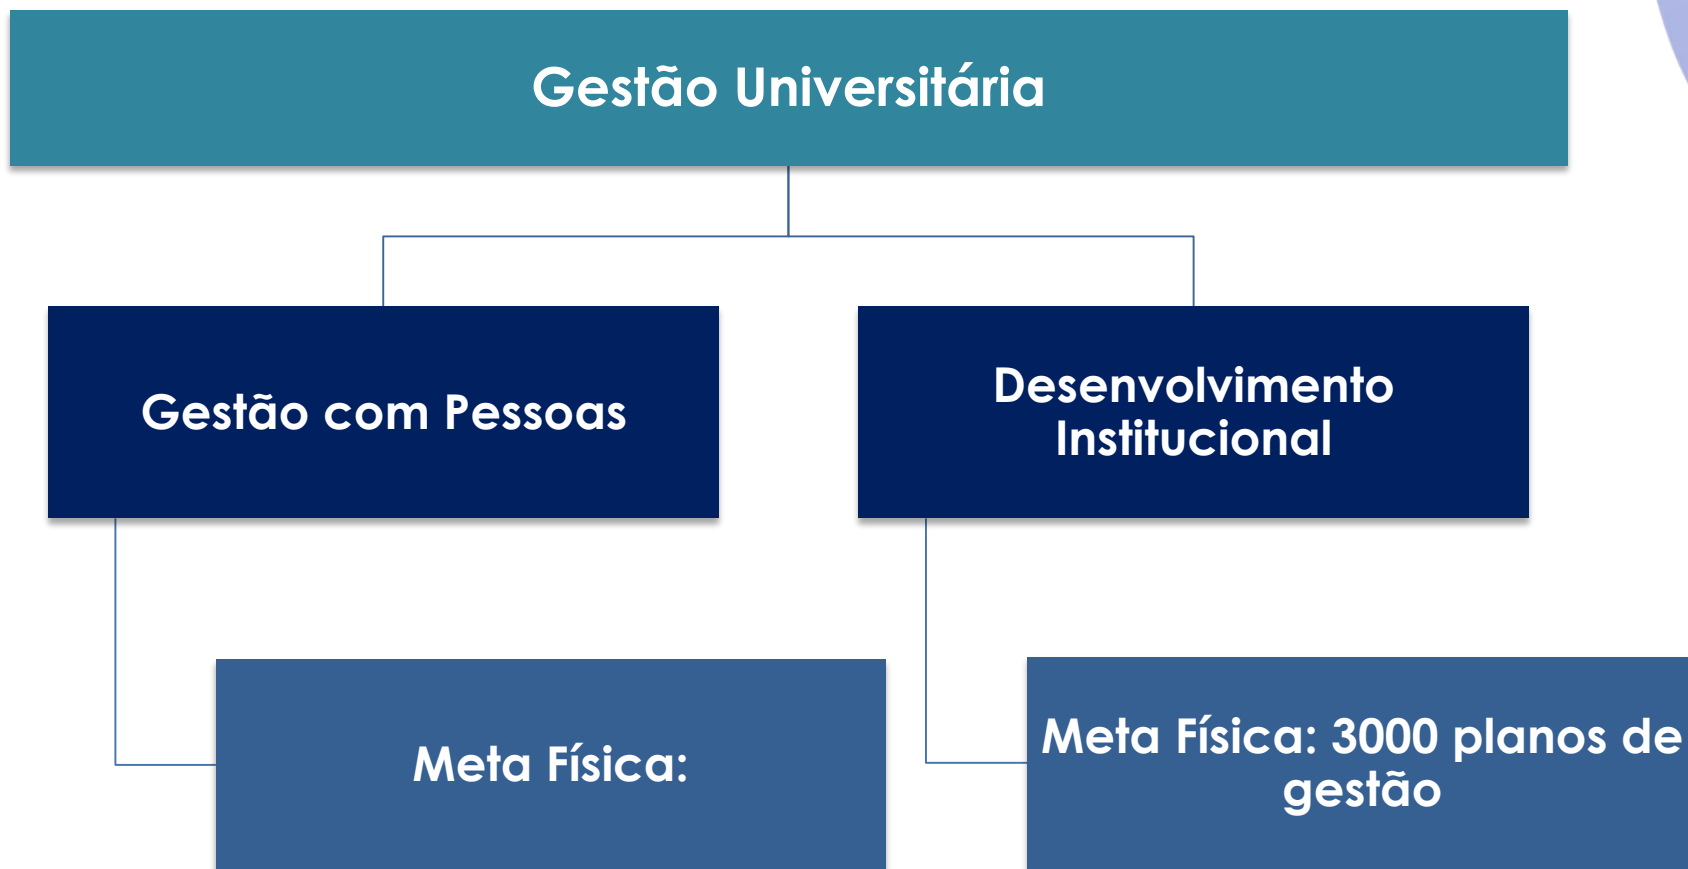 Gestão Universitária
Gestão com Pessoas
Desenvolvimento
Institucional
Meta Física:
Meta Física: 3000 planos de
gestão